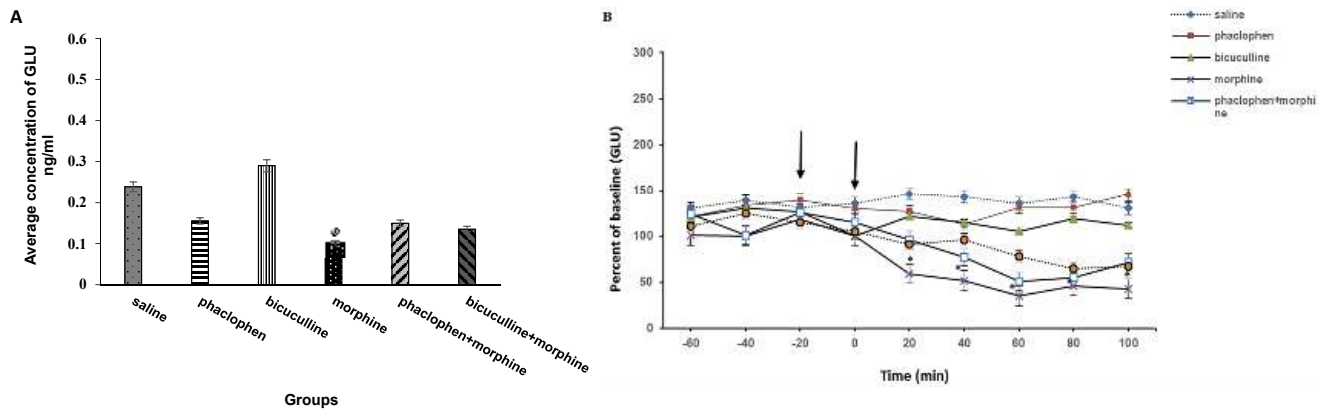 A
Average concentration of GLU
ng/ml
0.6
0.5
0.4
0.3
0.2
0.1
0
saline
phaclophen
bicuculline
morphine
phaclophen+morphine
bicuculline+morphine
Groups
B
saline
phaclophen
bicuculline
morphine
phaclophen+morphi
ne
Percent of baseline (GLU)
300
250
200
150
100
50
0
-60
-40
-20
0
20
40
60
80
100
Time (min)